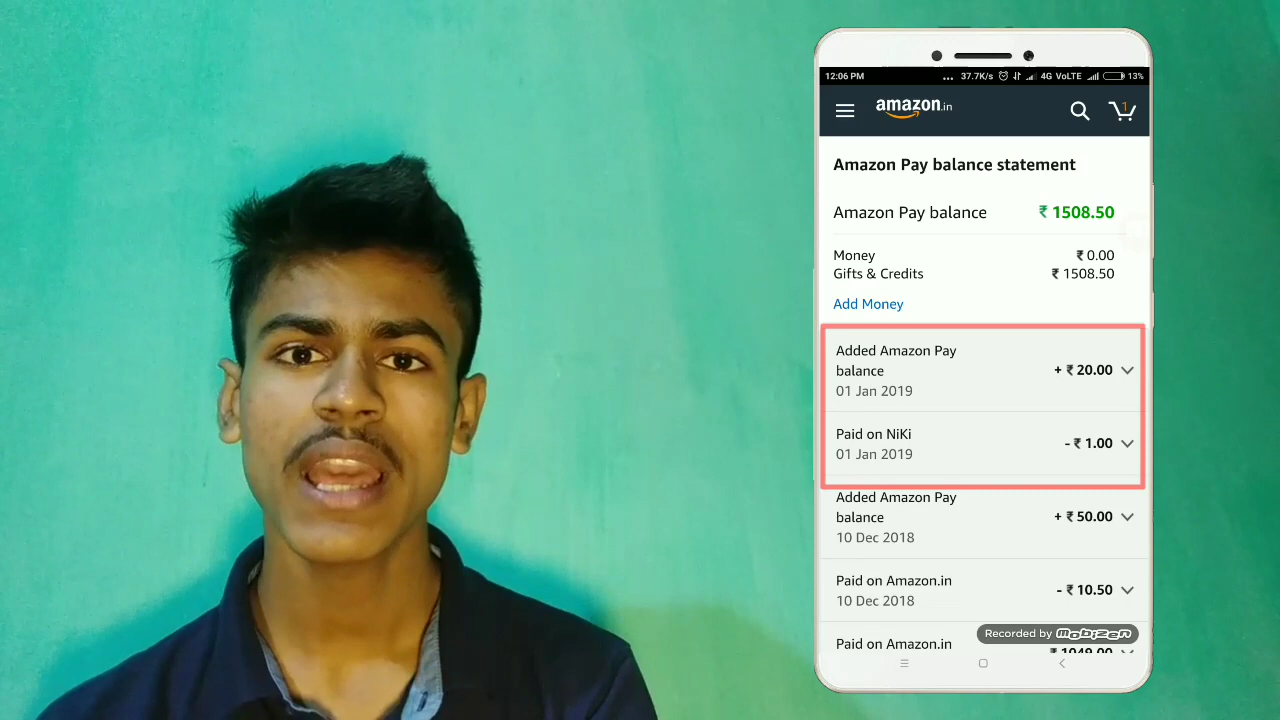 12:06 PM ... 37.7K/s 4G VoLTE 13%
amazon.in 1
Amazon Pay balance statement
Amazon Pay balance ₹ 1508.50
Money ₹ 0.00
Gifts & Credits ₹ 1508.50
Add Money
Added Amazon Pay
balance + ₹ 20.00
01 Jan 2019
Paid on NiKi - ₹ 1.00
01 Jan 2019
Added Amazon Pay
balance + ₹ 50.00
10 Dec 2018
Paid on Amazon.in - ₹ 10.50
10 Dec 2018
Recorded by MOBIZEN
Paid on Amazon.in ₹ 1049.00